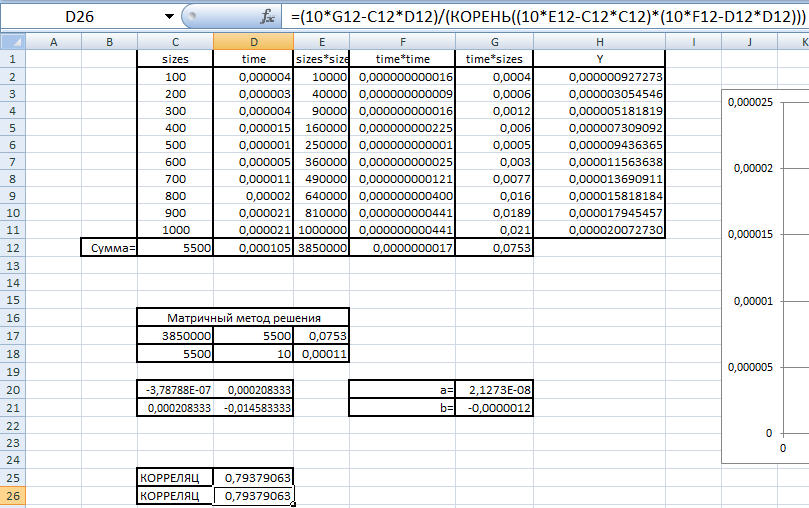 D26 fx =(10*G12-C12*D12)/(КОРЕНЬ((10*E12-C12*C12)*(10*F12-D12*D12)))
A B C D E F G H I J K
1 sizes time sizes*size time*time time*sizes Y
2 100 0,000004 10000 0,000000000016 0,0004 0,000000927273
3 200 0,000003 40000 0,000000000009 0,0006 0,000003054546
4 300 0,000004 90000 0,000000000016 0,0012 0,000005181819
5 400 0,000015 160000 0,000000000225 0,006 0,000007309092
6 500 0,000001 250000 0,000000000001 0,0005 0,000009436365
7 600 0,000005 360000 0,000000000025 0,003 0,000011563638
8 700 0,000011 490000 0,000000000121 0,0077 0,000013690911
9 800 0,00002 640000 0,000000000400 0,016 0,000015818184
10 900 0,000021 810000 0,000000000441 0,0189 0,000017945457
11 1000 0,000021 1000000 0,000000000441 0,021 0,000020072730
12 Сумма= 5500 0,000105 3850000 0,0000000017 0,0753
13
14
15
16 Матричный метод решения
17 3850000 5500 0,0753
18 5500 10 0,00011
19
20 -3,78788E-07 0,000208333 a= 2,1273E-08
21 0,000208333 -0,014583333 b= -0,0000012
22
23
24
25 КОРРЕЛЯЦ 0,79379063
26 КОРРЕЛЯЦ 0,79379063
0,000025
0,00002
0,000015
0,00001
0,000005
0
0